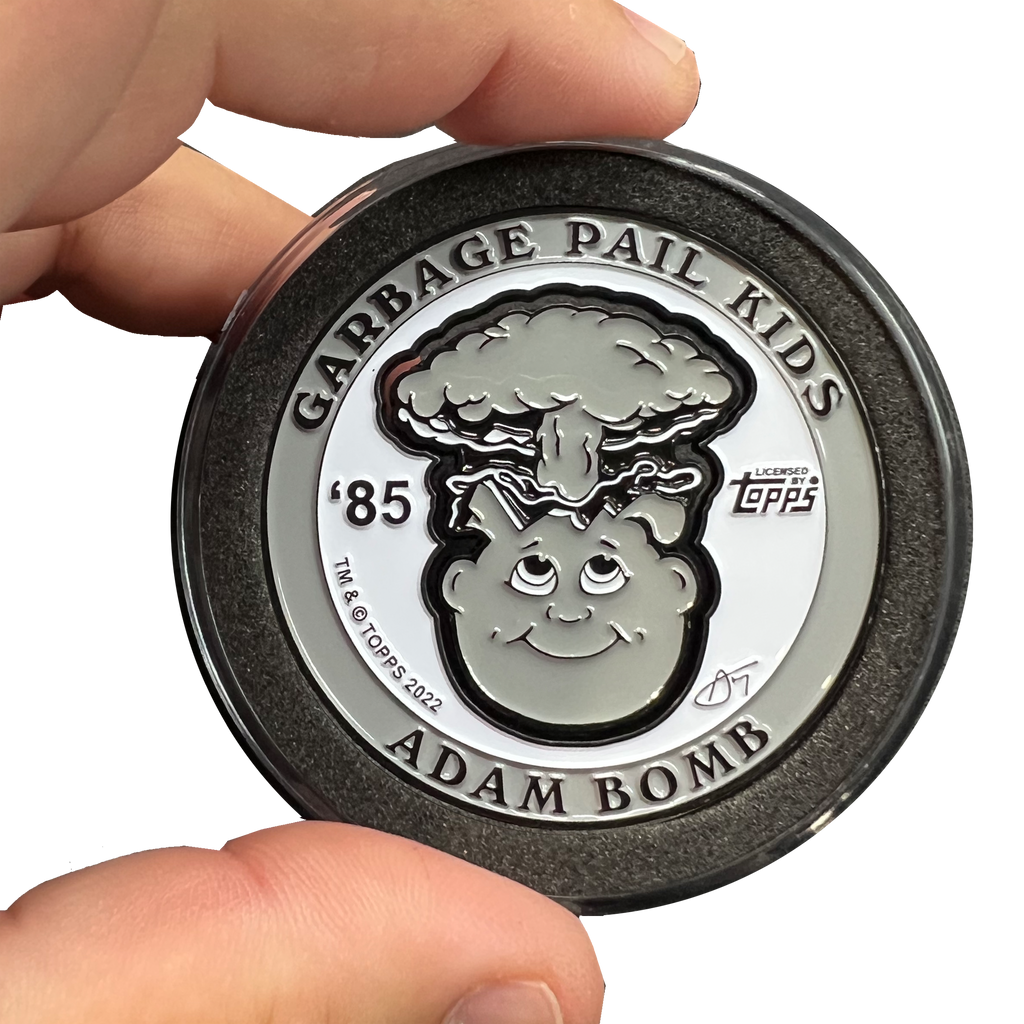 GARBAGE PAIL KIDS
‘85
LICENSED
BY
topps
TM & © TOPPS 2022
ADAM BOMB